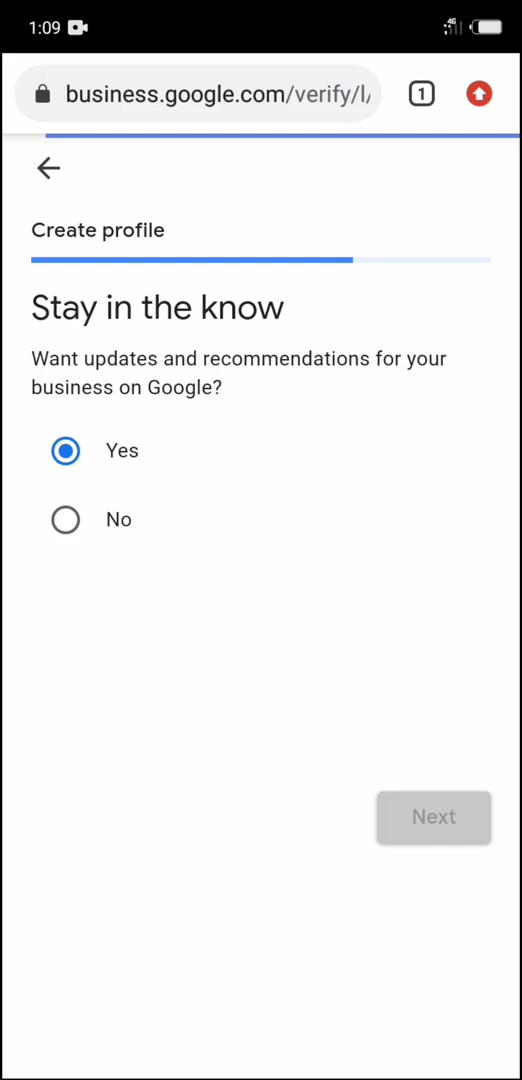 1:09
4G
business.google.com/verify/l/
1
Create profile
Stay in the know
Want updates and recommendations for your
business on Google?
Yes
No
Next